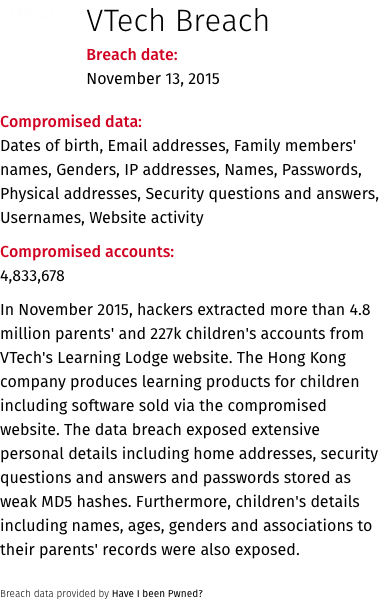 VTech Breach
Breach date:
November 13, 2015
Compromised data:
Dates of birth, Email addresses, Family members'
names, Genders, IP addresses, Names, Passwords,
Physical addresses, Security questions and answers,
Usernames, Website activity
Compromised accounts:
4,833,678
In November 2015, hackers extracted more than 4.8
million parents' and 227k children's accounts from
VTech's Learning Lodge website. The Hong Kong
company produces learning products for children
including software sold via the compromised
website. The data breach exposed extensive
personal details including home addresses, security
questions and answers and passwords stored as
weak MD5 hashes. Furthermore, children's details
including names, ages, genders and associations to
their parents' records were also exposed.
Breach data provided by Have I been Pwned?